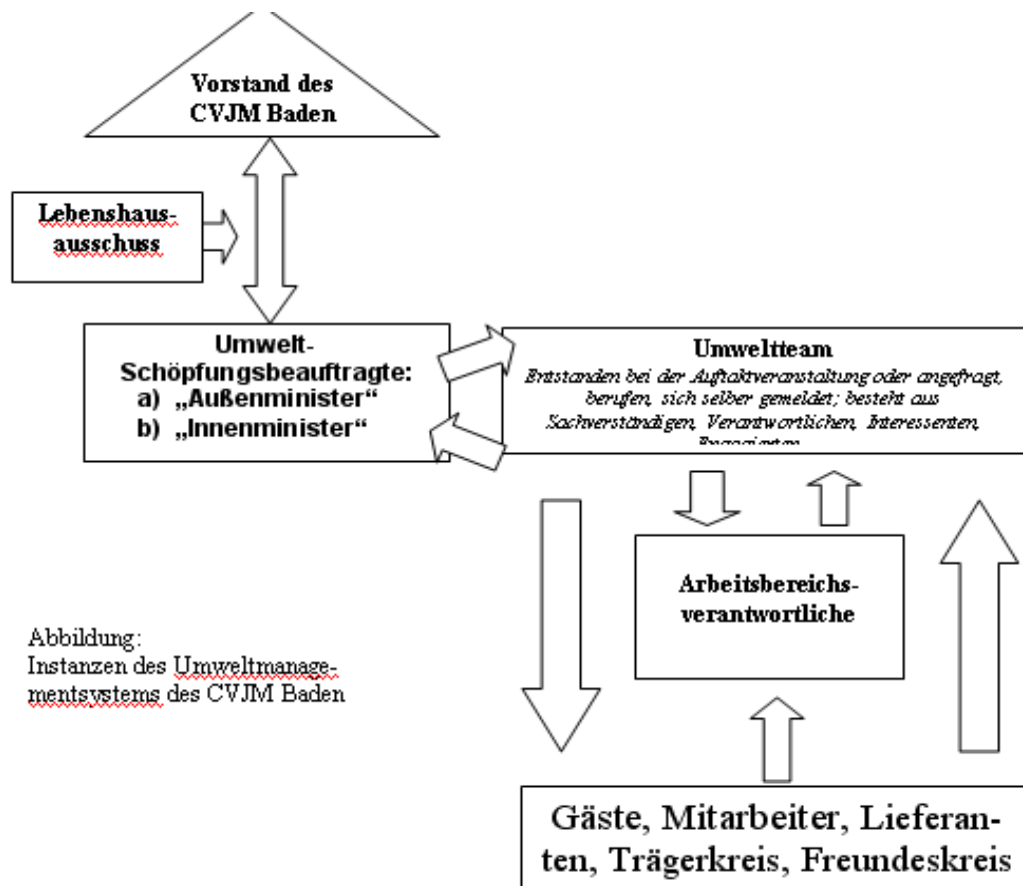 Vorstand des
CVJM Baden
Lebenshaus-
ausschuss
Umwelt-
Schöpfungsbeauftragte:
a) „Außenminister“
b) „Innenminister“
Umweltteam
Entstanden bei der Auftaktveranstaltung oder angefragt,
berufen, sich selber gemeldet; besteht aus
Sachverständigen, Verantwortlichen, Interessenten,
Arbeitsbereichs-
verantwortliche
Abbildung:
Instanzen des Umweltmanage-
mentsystems des CVJM Baden
Gäste, Mitarbeiter, Lieferan-
ten, Trägerkreis, Freundeskreis